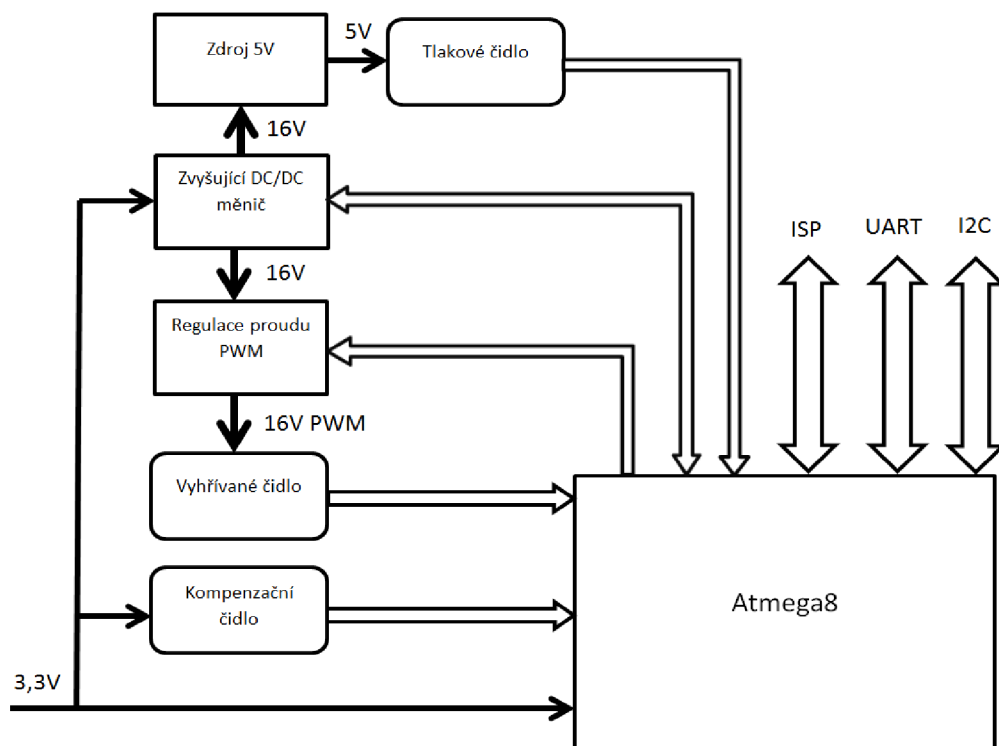 5V
Zdroj 5V
Tlakové čidlo
16V
Zvyšující DC/DC
měnič
ISP
UART
I2C
16V
Regulace proudu
PWM
16V PWM
Vyhřívané čidlo
Kompenzační
čidlo
Atmega8
3,3V